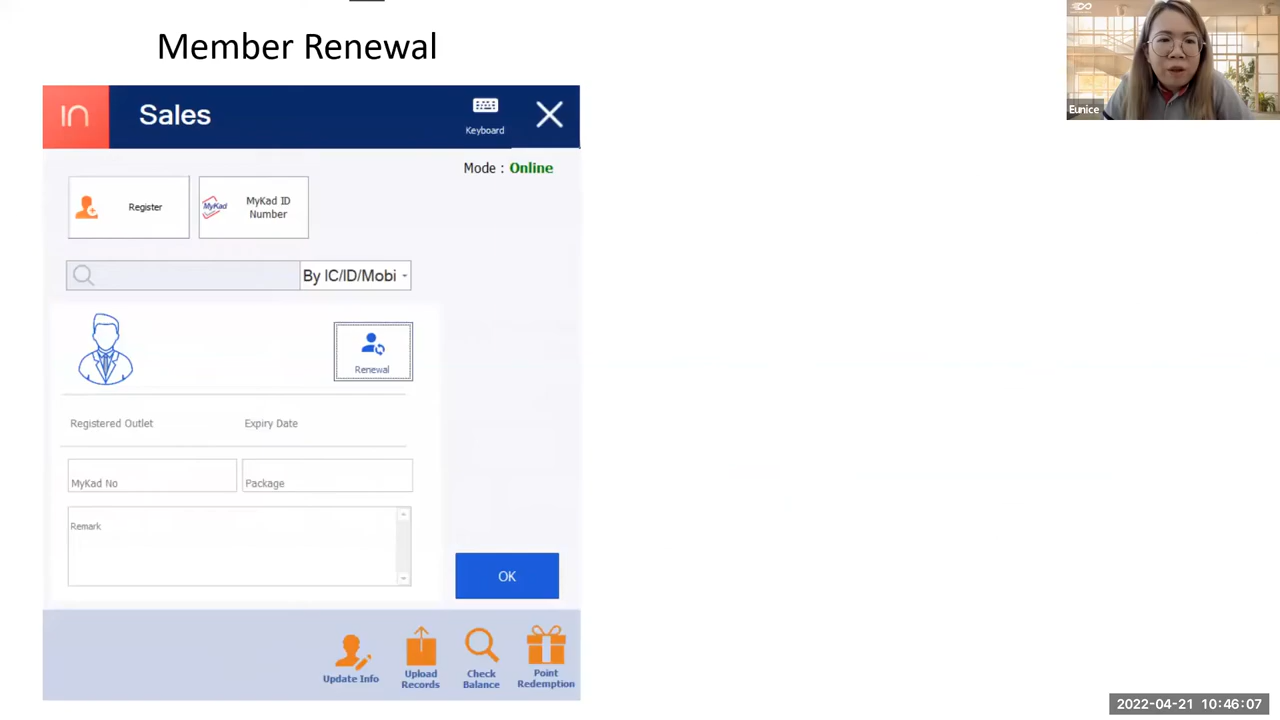 Member Renewal
Eunice
Sales
Keyboard
Mode : Online
Register
MyKad
MyKad ID
Number
By IC/ID/Mobi
Renewal
Registered Outlet
Expiry Date
MyKad No
Package
Remark
OK
Update Info
Upload
Records
Check
Balance
Point
Redemption
2022-04-21 10:46:07